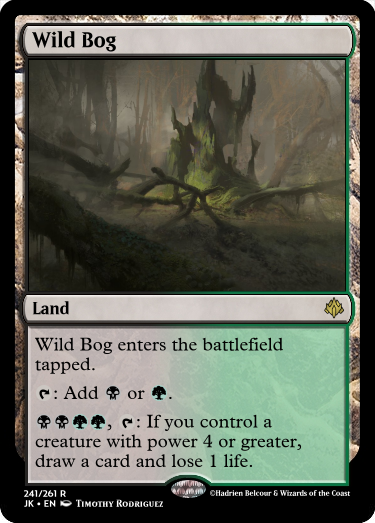 Wild Bog
Land
Wild Bog enters the battlefield
tapped.
: Add or .
, : If you control a
creature with power 4 or greater,
draw a card and lose 1 life.
241/261 R
JK • EN Timothy Rodriguez
©Hadrien Belcour & Wizards of the Coast